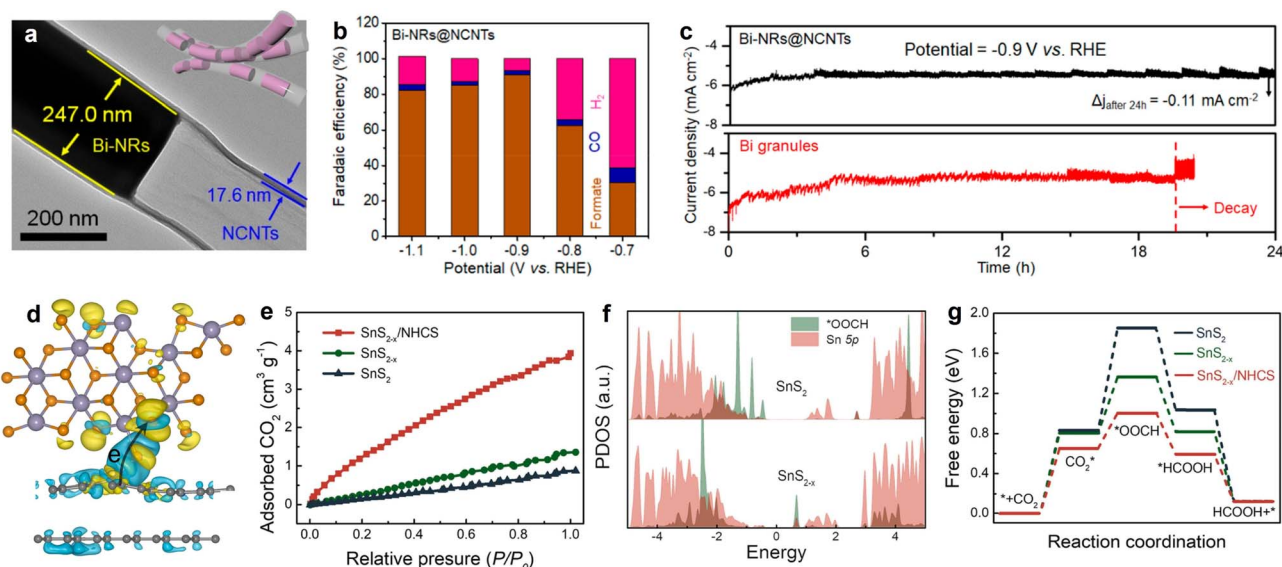 a
247.0 nm
Bi-NRs
17.6 nm
NCNTs
200 nm
b
Bi-NRs@NCNTs
Faradaic efficiency (%)
120
100
80
60
40
20
0
Formate
CO
H2
-1.1 -1.0 -0.9 -0.8 -0.7
Potential (V vs. RHE)
c
Bi-NRs@NCNTs
Potential = -0.9 V vs. RHE
Δjafter 24h = -0.11 mA cm-2
Bi granules
Decay
Current density (mA cm-2)
-4
-6
-8
-4
-6
-8
0 6 12 18 24
Time (h)
d
e
e
SnS2-x/NHCS
SnS2-x
SnS2
Adsorbed CO2 (cm3 g-1)
5
4
3
2
1
0
0.0 0.2 0.4 0.6 0.8 1.0
Relative presure (P/P0)
f
*OOCH
Sn 5p
SnS2
SnS2-x
PDOS (a.u.)
-4 -2 0 2 4
Energy
g
SnS2
SnS2-x
SnS2-x/NHCS
Free energy (eV)
2.0
1.6
1.2
0.8
0.4
0.0
*+CO2
CO2*
*OOCH
*HCOOH
HCOOH+*
Reaction coordination